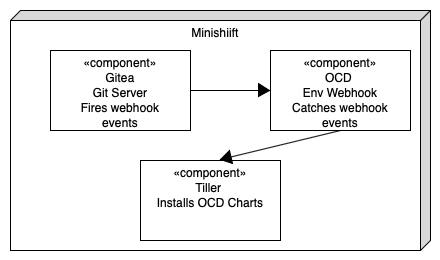 Minishiift
«component»
Gitea
Git Server
Fires webhook
events
«component»
OCD
Env Webhook
Catches webhook
events
«component»
Tiller
Installs OCD Charts